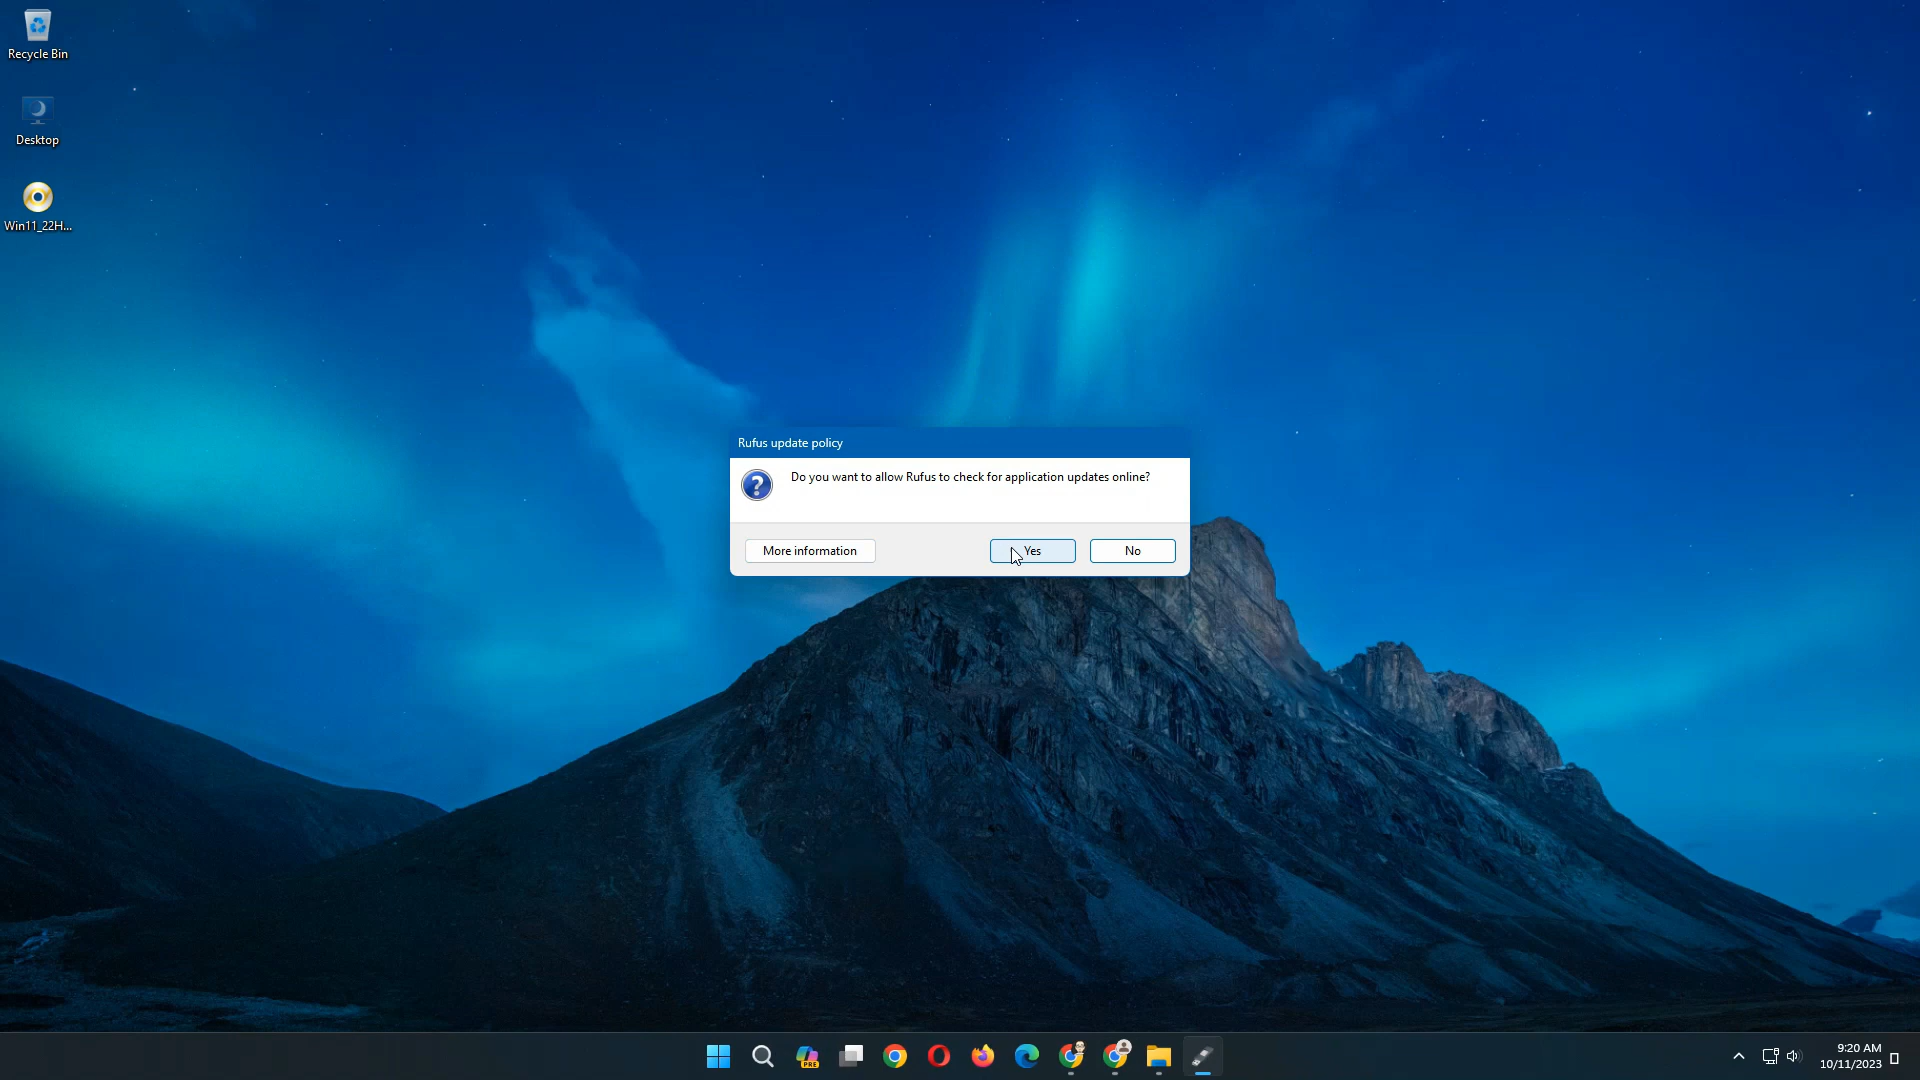 Recycle Bin
Desktop
Win11_22H...
Rufus update policy
Do you want to allow Rufus to check for application updates online?
More information
Yes
No
PRE
9:20 AM
10/11/2023